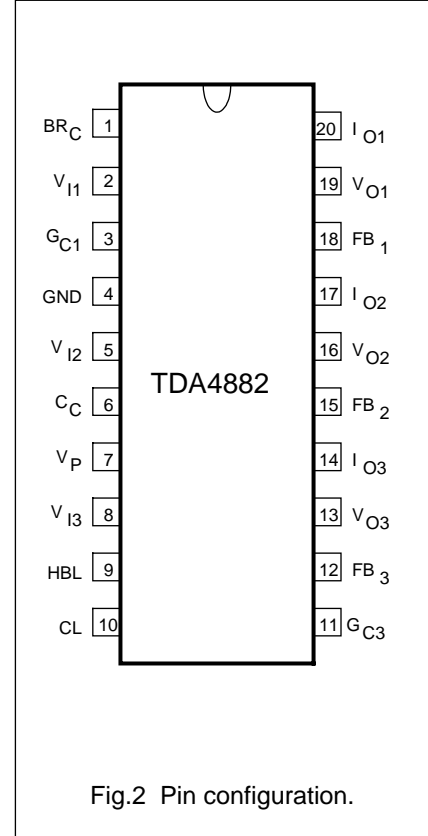 BRC 1 20 IO1
VI1 2 19 VO1
GC1 3 18 FB1
GND 4 17 IO2
VI2 5 16 VO2
TDA4882
CC 6 15 FB2
VP 7 14 IO3
VI3 8 13 VO3
HBL 9 12 FB3
CL 10 11 GC3
Fig.2 Pin configuration.